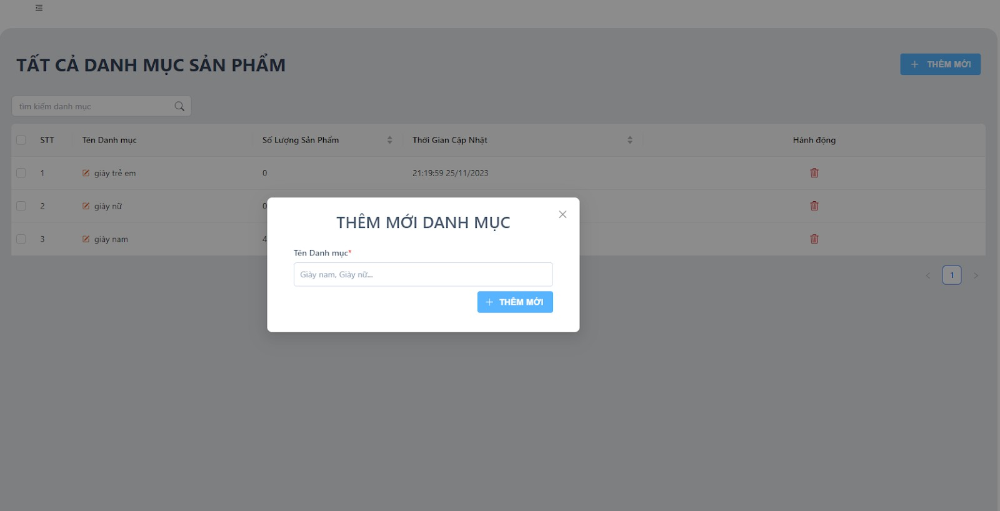 TẤT CẢ DANH MỤC SẢN PHẨM
THÊM MỚI
tìm kiếm danh mục
STT Tên Danh mục Số Lượng Sản Phẩm Thời Gian Cập Nhật Hành động
1 giày trẻ em 0 21:19:59 25/11/2023
2 giày nữ 0
3 giày nam 4
THÊM MỚI DANH MỤC
Tên Danh mục*
Giày nam, Giày nữ...
THÊM MỚI
1